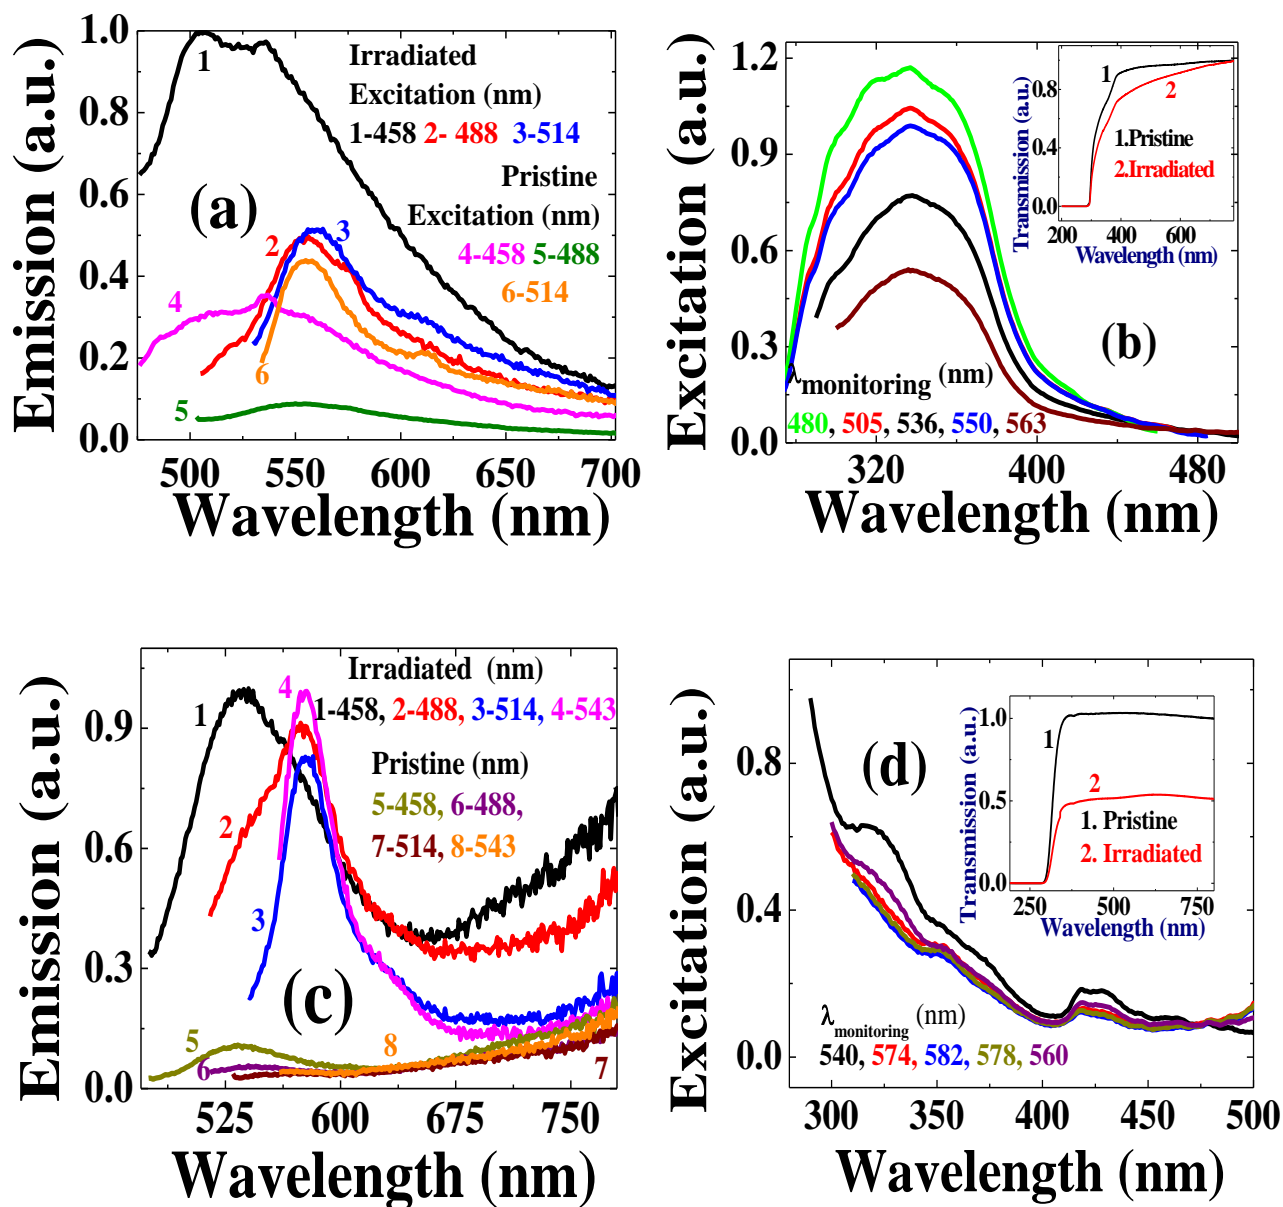 Emission (a.u.)
1.0
0.8
0.6
0.4
0.2
0.0
500 550 600 650 700
Wavelength (nm)
(a)
Irradiated
Excitation (nm)
1-458 2- 488 3-514
Pristine
Excitation (nm)
4-458 5-488
6-514
1
2
3
4
5
6
Excitation (a.u.)
1.2
0.9
0.6
0.3
0.0
320 400 480
Wavelength (nm)
(b)
λmonitoring (nm)
480, 505, 536, 550, 563
Transmission (a.u.)
0.8
0.4
0.0
200 400 600
Wavelength (nm)
1
2
1.Pristine
2.Irradiated
Emission (a.u.)
0.9
0.6
0.3
0.0
525 600 675 750
Wavelength (nm)
(c)
Irradiated (nm)
1-458, 2-488, 3-514, 4-543
Pristine (nm)
5-458, 6-488,
7-514, 8-543
1
2
3
4
5
6
8
7
Excitation (a.u.)
0.8
0.4
0.0
300 350 400 450 500
Wavelength (nm)
(d)
λmonitoring (nm)
540, 574, 582, 578, 560
Transmission (a.u.)
1.0
0.5
0.0
250 500 750
Wavelength (nm)
1
2
1. Pristine
2. Irradiated